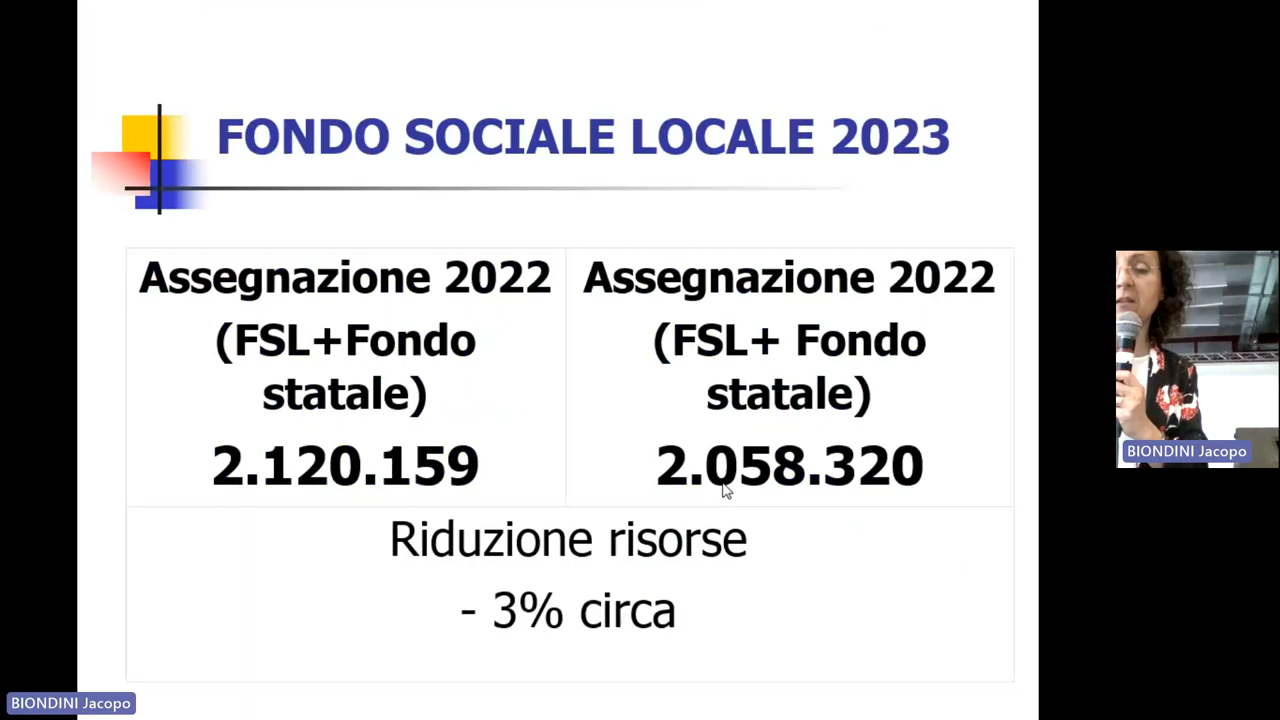 FONDO SOCIALE LOCALE 2023
Assegnazione 2022
(FSL+Fondo
statale)
2.120.159
Assegnazione 2022
(FSL+ Fondo
statale)
2.058.320
Riduzione risorse
- 3% circa
BIONDINI Jacopo
BIONDINI Jacopo